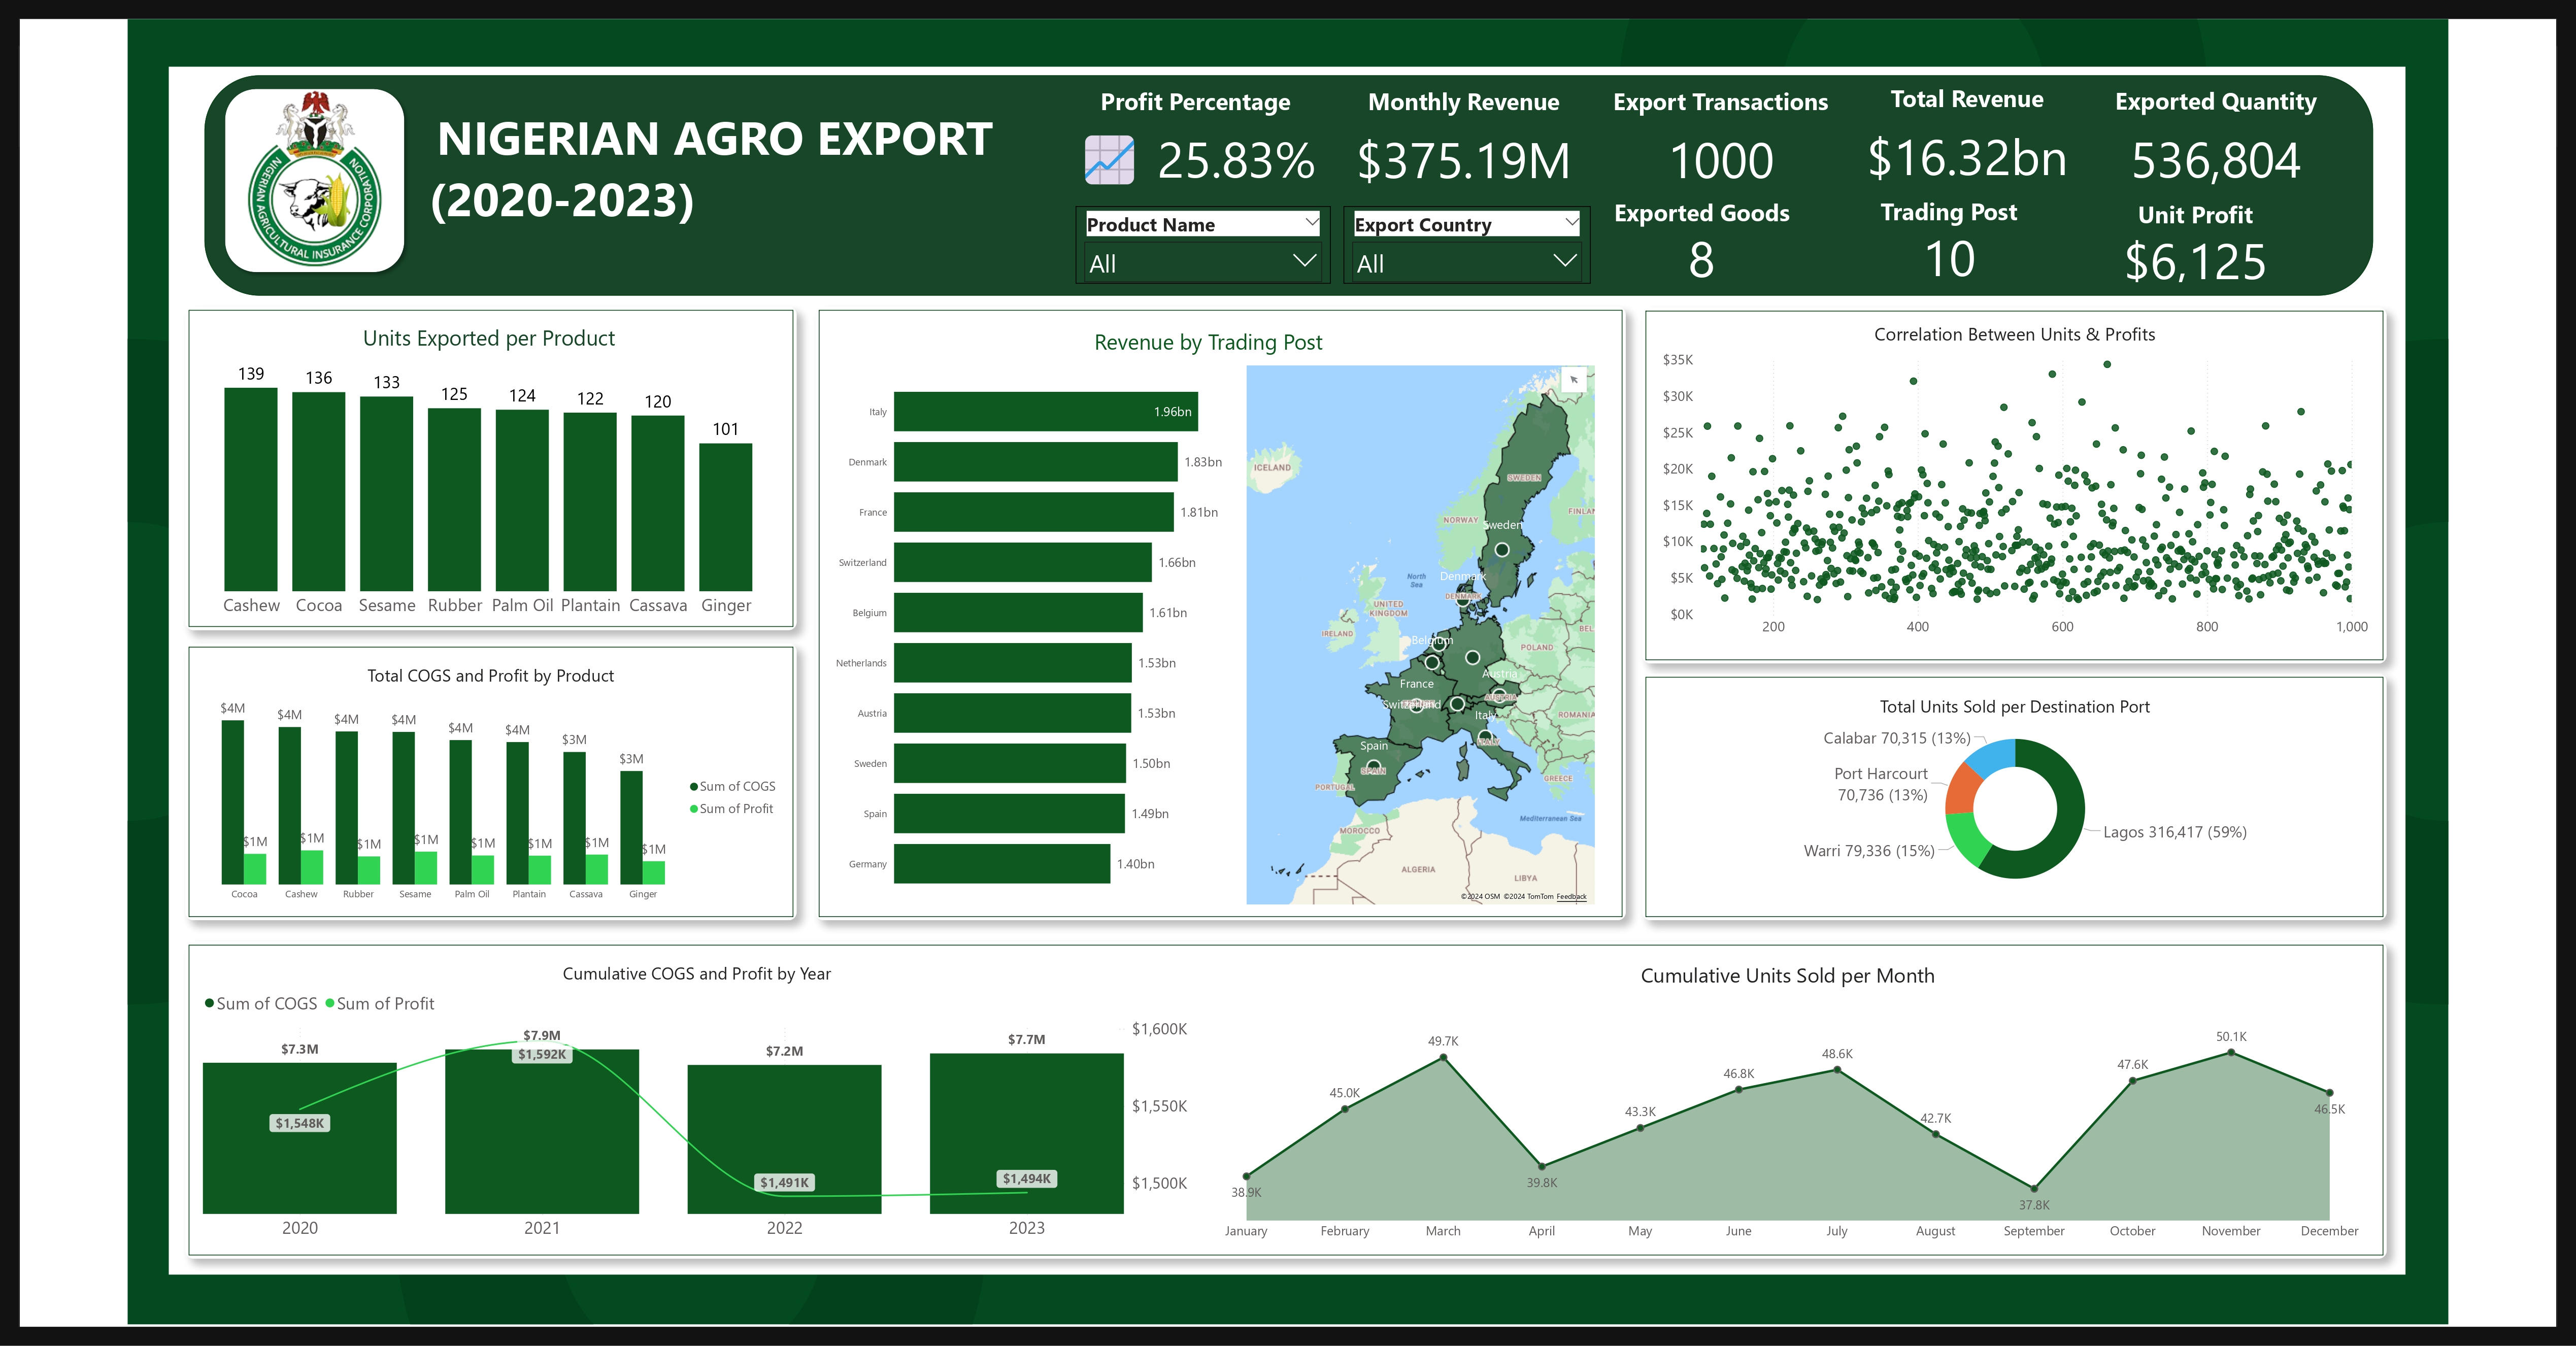 NIGERIAN AGRICULTURAL INSURANCE CORPORATION
NIGERIAN AGRO EXPORT
(2020-2023)
Profit Percentage
25.83%
Monthly Revenue
$375.19M
Export Transactions
1000
Total Revenue
$16.32bn
Exported Quantity
536,804
Product Name
All
Export Country
All
Exported Goods
8
Trading Post
10
Unit Profit
$6,125
Units Exported per Product
139 136 133 125 124 122 120 101
Cashew Cocoa Sesame Rubber Palm Oil Plantain Cassava Ginger
Total COGS and Profit by Product
$4M $4M $4M $4M $4M $4M $3M $3M
$1M $1M $1M $1M $1M $1M $1M $1M
Sum of COGS
Sum of Profit
Cocoa Cashew Rubber Sesame Palm Oil Plantain Cassava Ginger
Revenue by Trading Post
Italy 1.96bn
Denmark 1.83bn
France 1.81bn
Switzerland 1.66bn
Belgium 1.61bn
Netherlands 1.53bn
Austria 1.53bn
Sweden 1.50bn
Spain 1.49bn
Germany 1.40bn
ICELAND
SWEDEN
NORWAY
Sweden
FINLAN
North
Sea
Denmark
DENMARK
UNITED
KINGDOM
IRELAND
Belgium
BEL
POLAND
Austria
AUSTRIA
France
Switzerland
Italy
ITALY
ROMANIA
Spain
SPAIN
PORTUGAL
GREECE
Mediterranean Sea
MOROCCO
ALGERIA
LIBYA
©2024 OSM ©2024 TomTom Feedback
Correlation Between Units & Profits
$35K
$30K
$25K
$20K
$15K
$10K
$5K
$0K
200 400 600 800 1,000
Total Units Sold per Destination Port
Calabar 70,315 (13%)
Port Harcourt
70,736 (13%)
Warri 79,336 (15%)
Lagos 316,417 (59%)
Cumulative COGS and Profit by Year
Sum of COGS Sum of Profit
$7.3M $7.9M $7.2M $7.7M
$1,548K $1,592K $1,491K $1,494K
$1,600K
$1,550K
$1,500K
2020 2021 2022 2023
Cumulative Units Sold per Month
38.9K 45.0K 49.7K 39.8K 43.3K 46.8K 48.6K 42.7K 37.8K 47.6K 50.1K 46.5K
January February March April May June July August September October November December